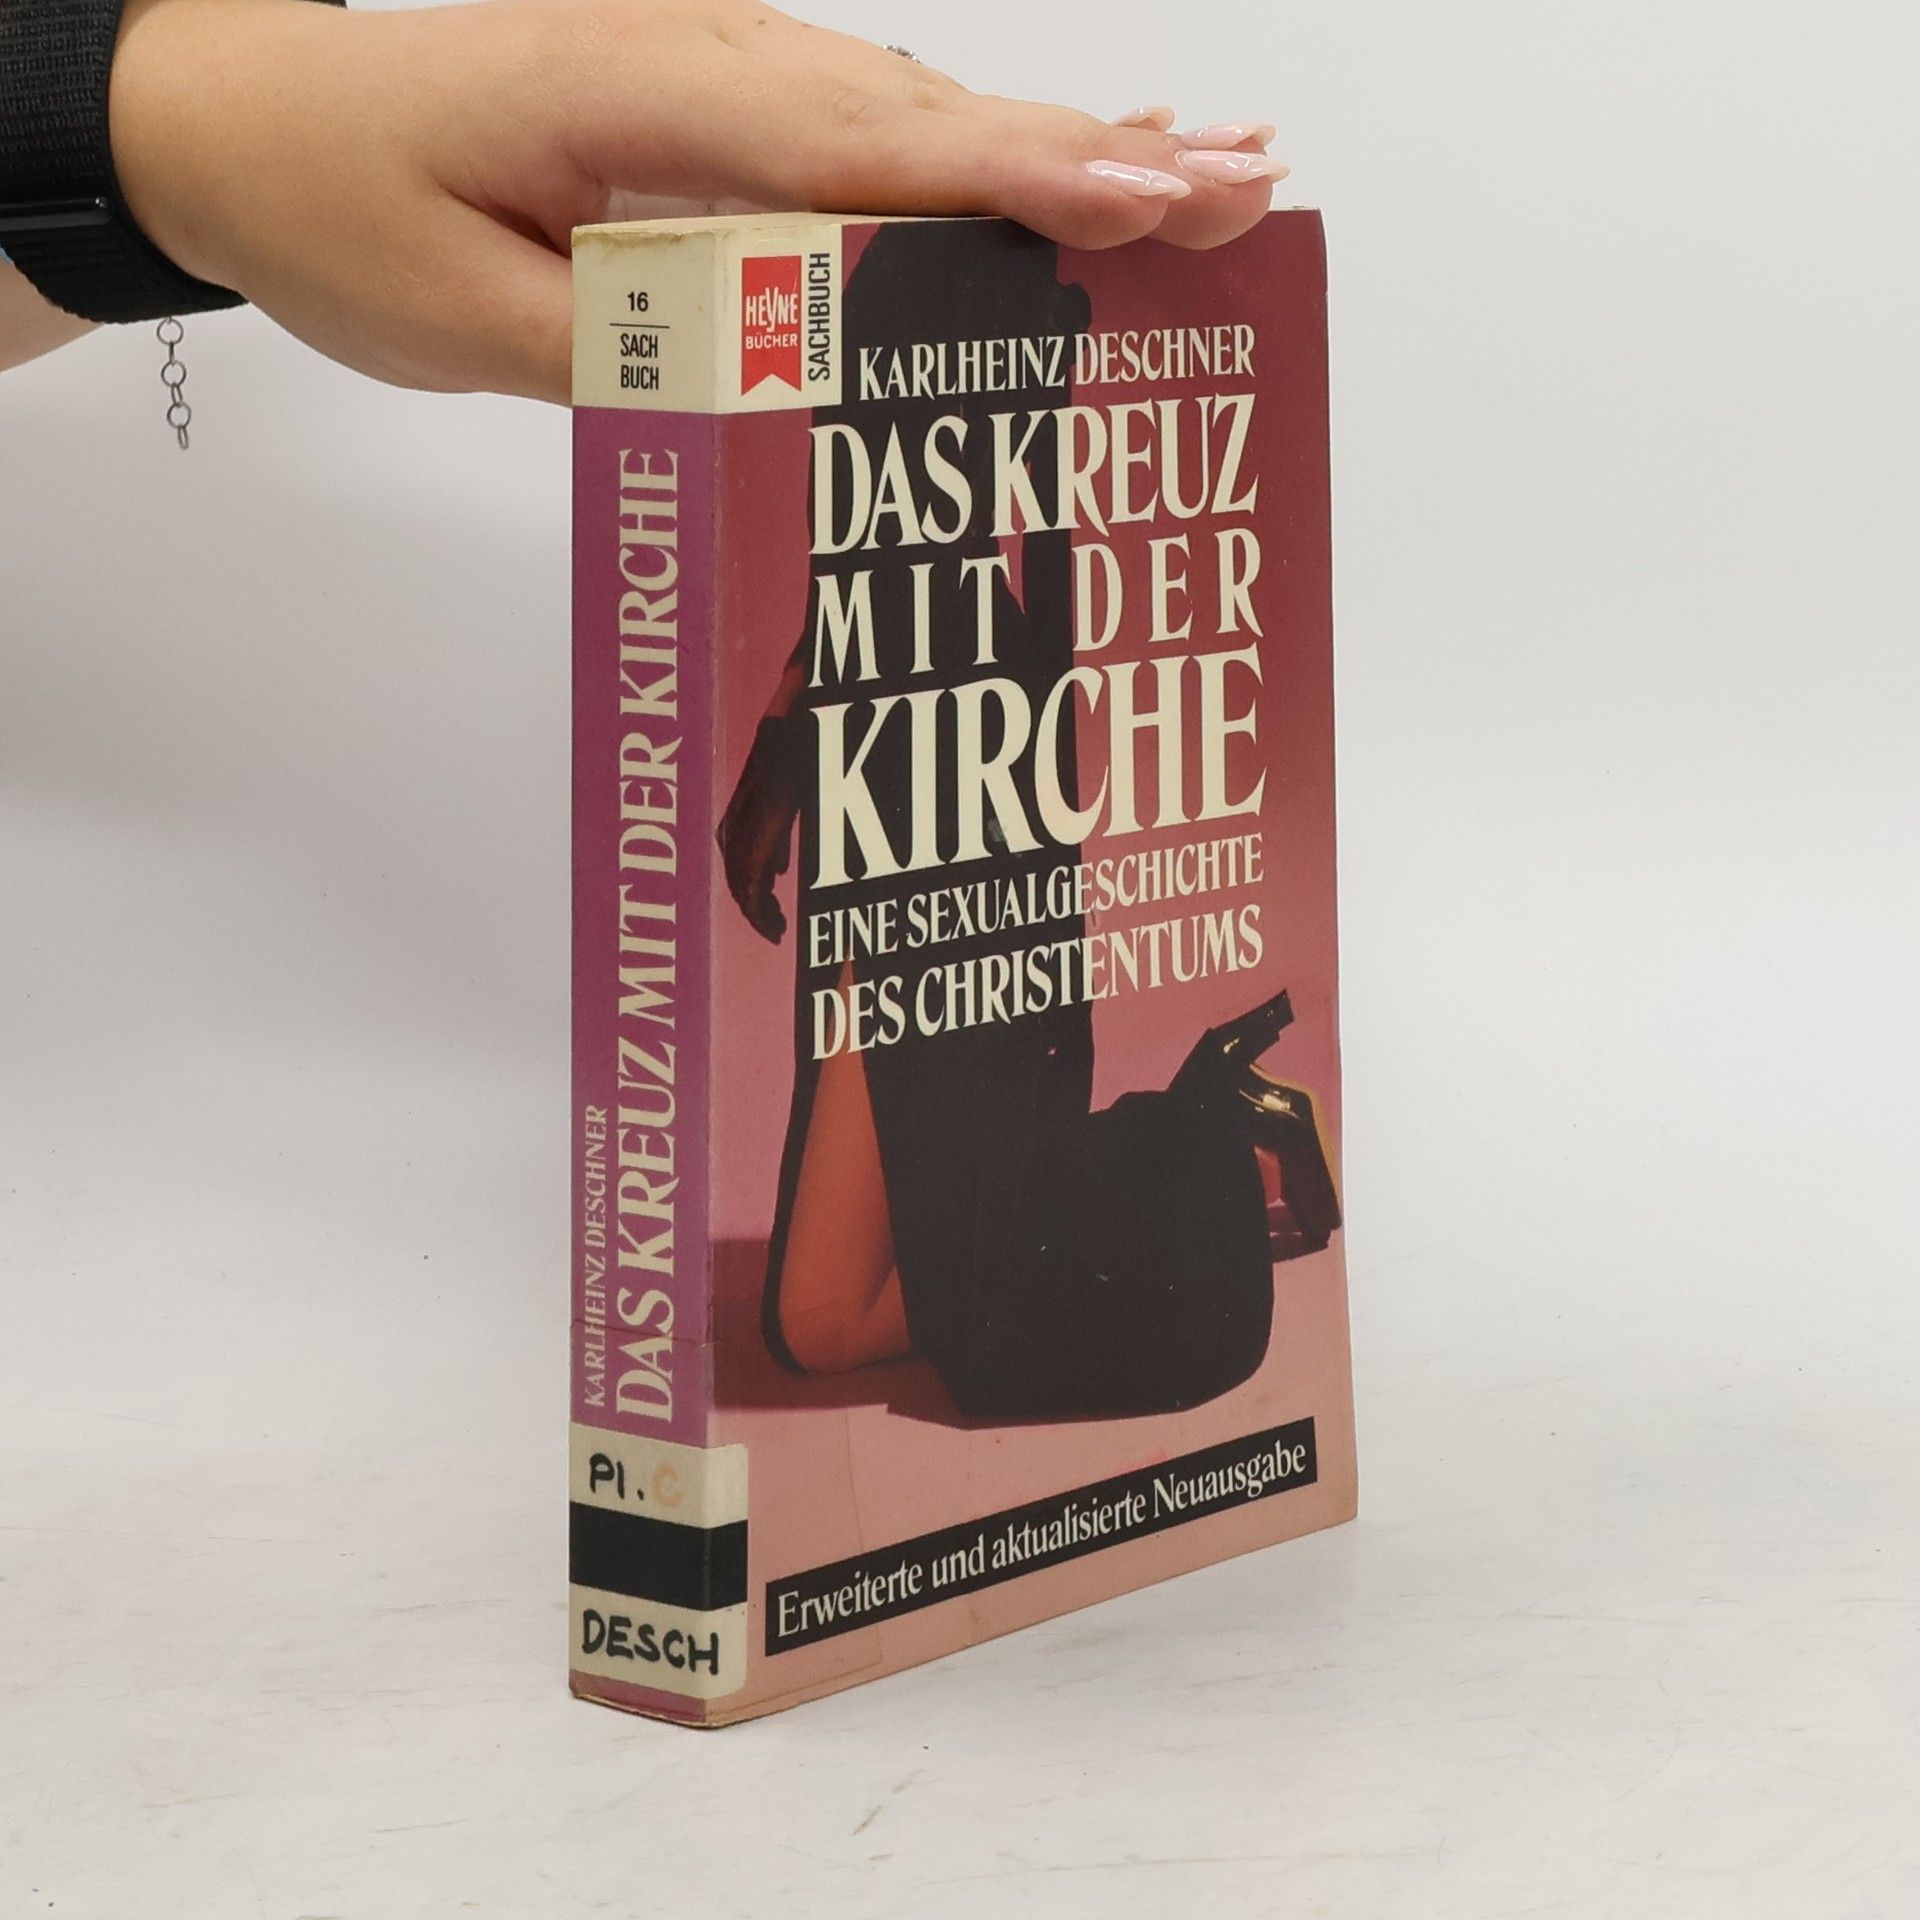 16
SACH
BUCH
KARLHEINZ DESCHNER
DAS KREUZ MIT DER KIRCHE
PI.C
DESCH
HEYNE
BÜCHER
SACHBUCH
KARLHEINZ DESCHNER
DAS KREUZ
MIT DER
KIRCHE
EINE SEXUALGESCHICHTE
DES CHRISTENTUMS
Erweiterte und aktualisierte Neuausgabe